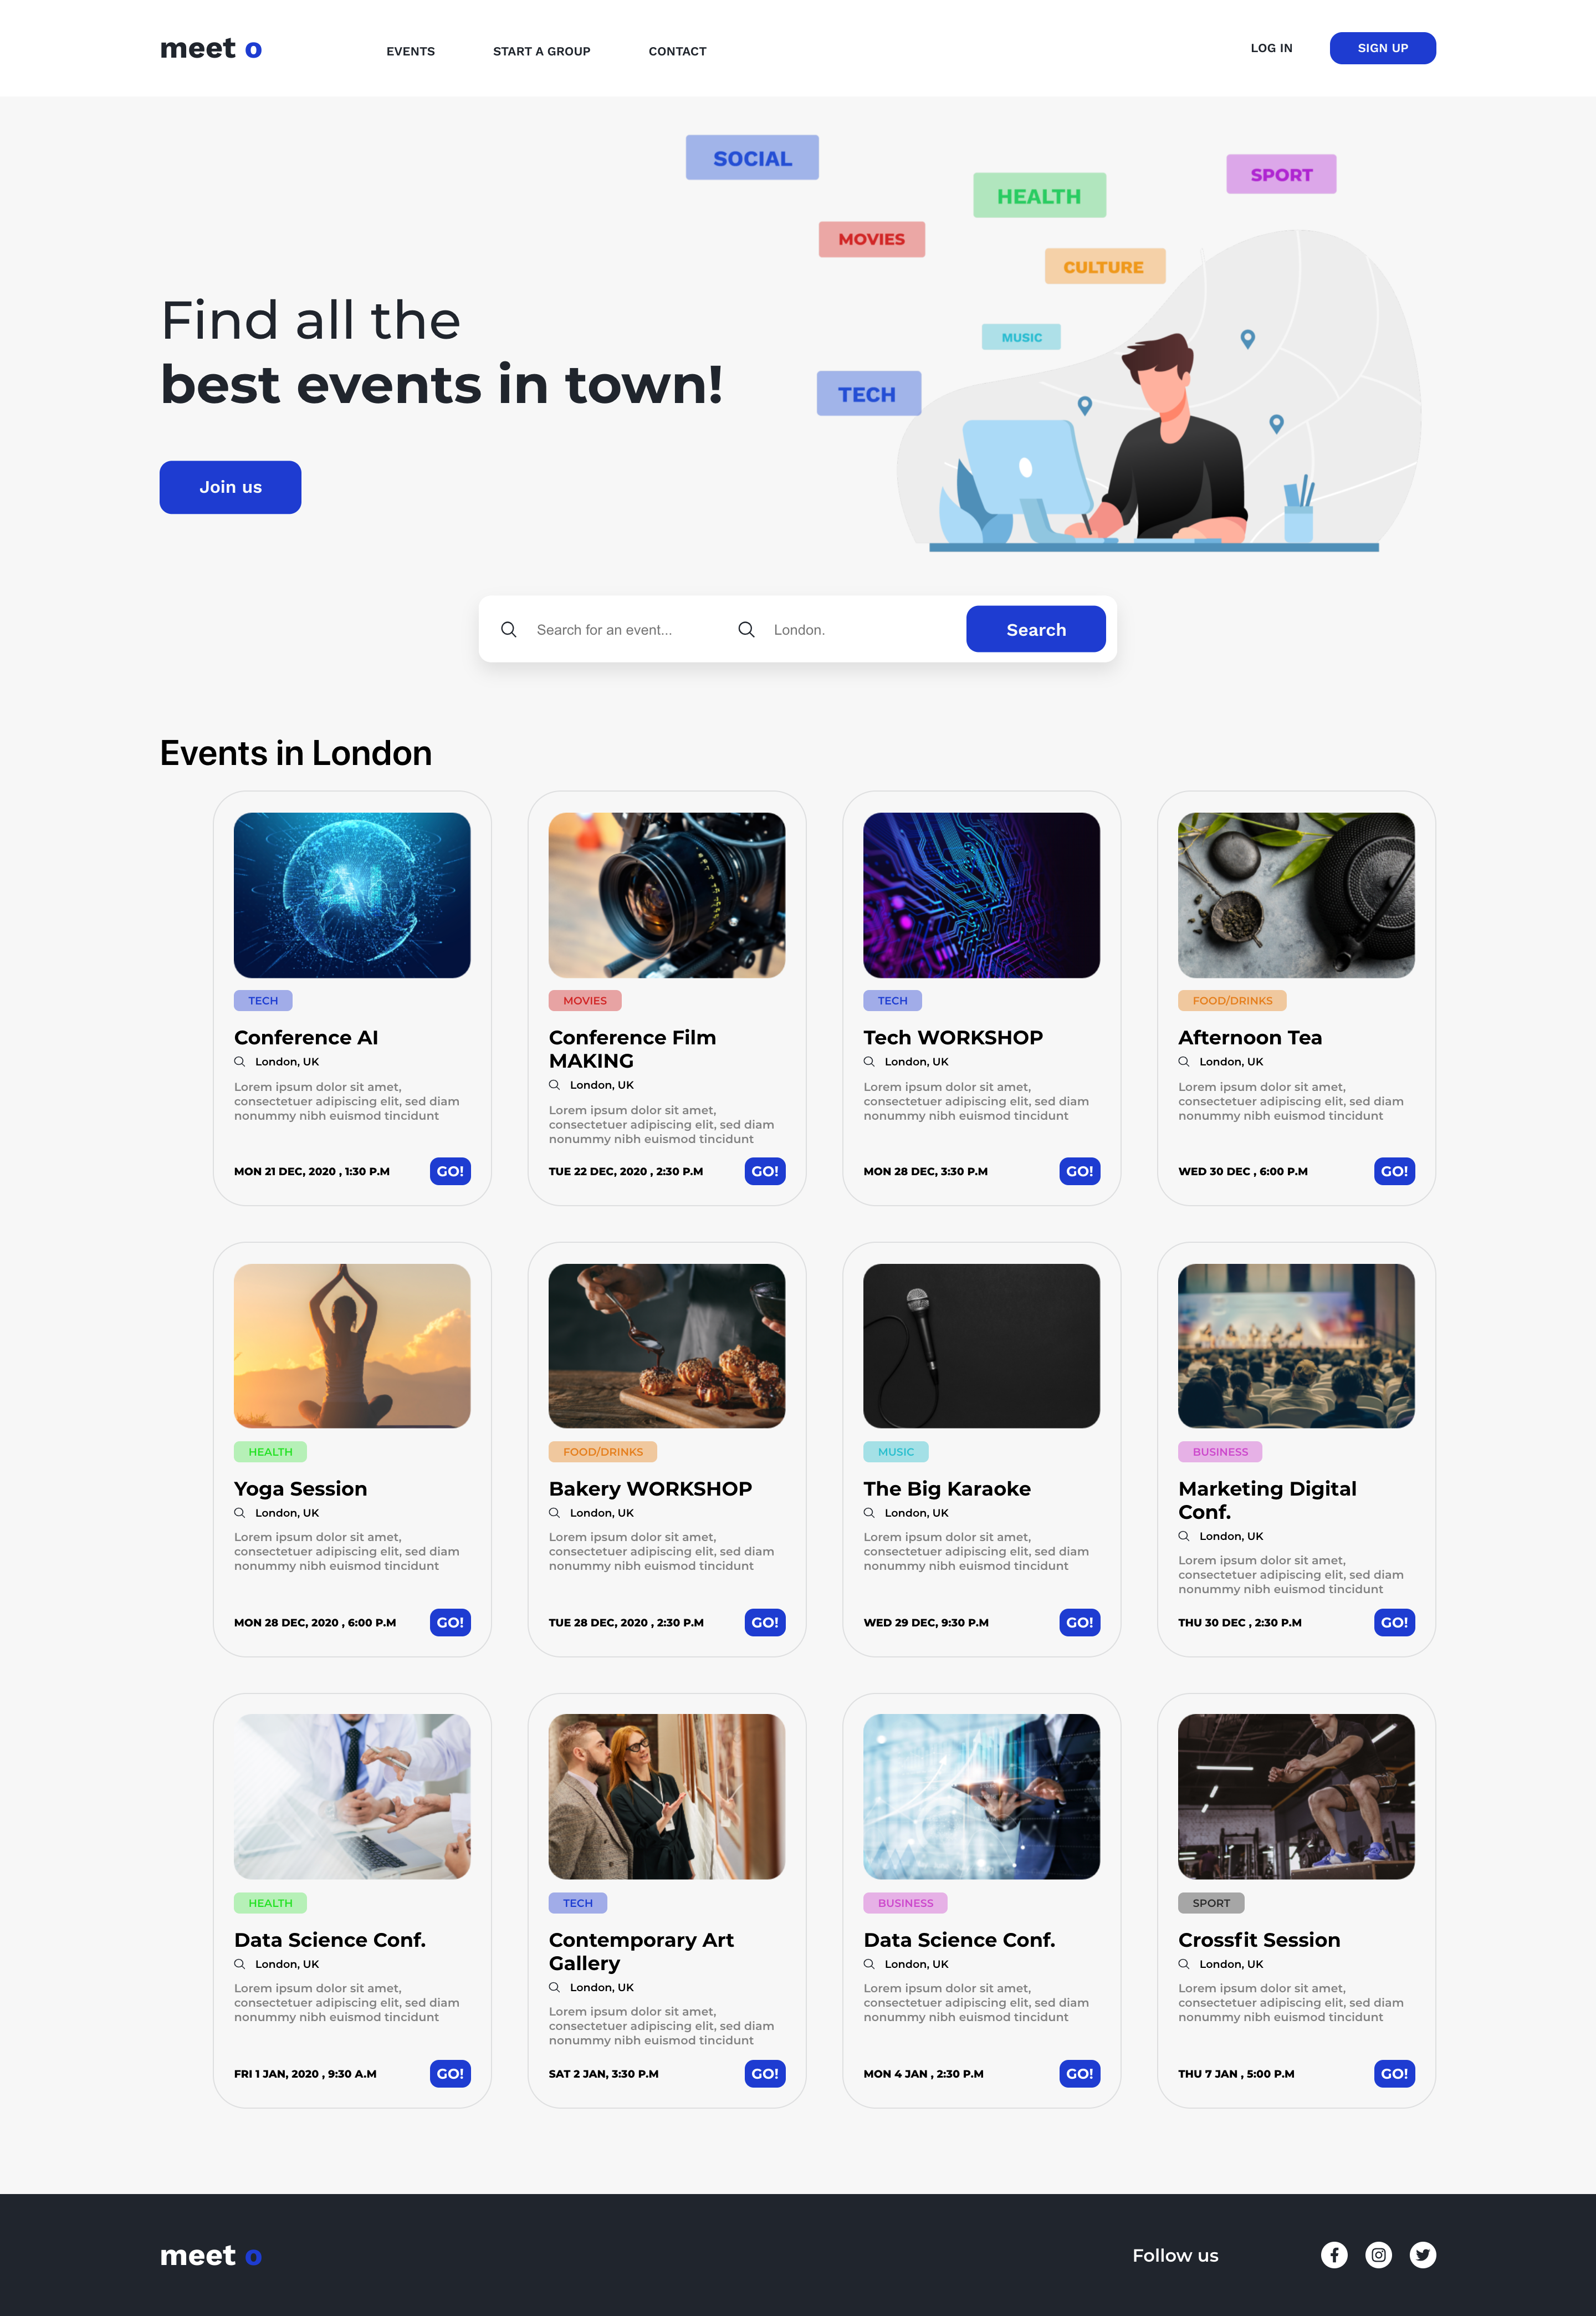 meet o
EVENTS
START A GROUP
CONTACT
LOG IN
SIGN UP
SOCIAL
SPORT
HEALTH
MOVIES
CULTURE
MUSIC
TECH
Find all the
best events in town!
Join us
Search for an event...
London.
Search
Events in London
AI
TECH
Conference AI
London, UK
Lorem ipsum dolor sit amet,
consectetuer adipiscing elit, sed diam
nonummy nibh euismod tincidunt
MON 21 DEC, 2020 , 1:30 P.M
GO!
MOVIES
Conference Film
MAKING
London, UK
Lorem ipsum dolor sit amet,
consectetuer adipiscing elit, sed diam
nonummy nibh euismod tincidunt
TUE 22 DEC, 2020 , 2:30 P.M
GO!
TECH
Tech WORKSHOP
London, UK
Lorem ipsum dolor sit amet,
consectetuer adipiscing elit, sed diam
nonummy nibh euismod tincidunt
MON 28 DEC, 3:30 P.M
GO!
FOOD/DRINKS
Afternoon Tea
London, UK
Lorem ipsum dolor sit amet,
consectetuer adipiscing elit, sed diam
nonummy nibh euismod tincidunt
WED 30 DEC , 6:00 P.M
GO!
HEALTH
Yoga Session
London, UK
Lorem ipsum dolor sit amet,
consectetuer adipiscing elit, sed diam
nonummy nibh euismod tincidunt
MON 28 DEC, 2020 , 6:00 P.M
GO!
FOOD/DRINKS
Bakery WORKSHOP
London, UK
Lorem ipsum dolor sit amet,
consectetuer adipiscing elit, sed diam
nonummy nibh euismod tincidunt
TUE 28 DEC, 2020 , 2:30 P.M
GO!
MUSIC
The Big Karaoke
London, UK
Lorem ipsum dolor sit amet,
consectetuer adipiscing elit, sed diam
nonummy nibh euismod tincidunt
WED 29 DEC, 9:30 P.M
GO!
BUSINESS
Marketing Digital
Conf.
London, UK
Lorem ipsum dolor sit amet,
consectetuer adipiscing elit, sed diam
nonummy nibh euismod tincidunt
THU 30 DEC , 2:30 P.M
GO!
HEALTH
Data Science Conf.
London, UK
Lorem ipsum dolor sit amet,
consectetuer adipiscing elit, sed diam
nonummy nibh euismod tincidunt
FRI 1 JAN, 2020 , 9:30 A.M
GO!
TECH
Contemporary Art
Gallery
London, UK
Lorem ipsum dolor sit amet,
consectetuer adipiscing elit, sed diam
nonummy nibh euismod tincidunt
SAT 2 JAN, 3:30 P.M
GO!
BUSINESS
Data Science Conf.
London, UK
Lorem ipsum dolor sit amet,
consectetuer adipiscing elit, sed diam
nonummy nibh euismod tincidunt
MON 4 JAN , 2:30 P.M
GO!
SPORT
Crossfit Session
London, UK
Lorem ipsum dolor sit amet,
consectetuer adipiscing elit, sed diam
nonummy nibh euismod tincidunt
THU 7 JAN , 5:00 P.M
GO!
meet o
Follow us